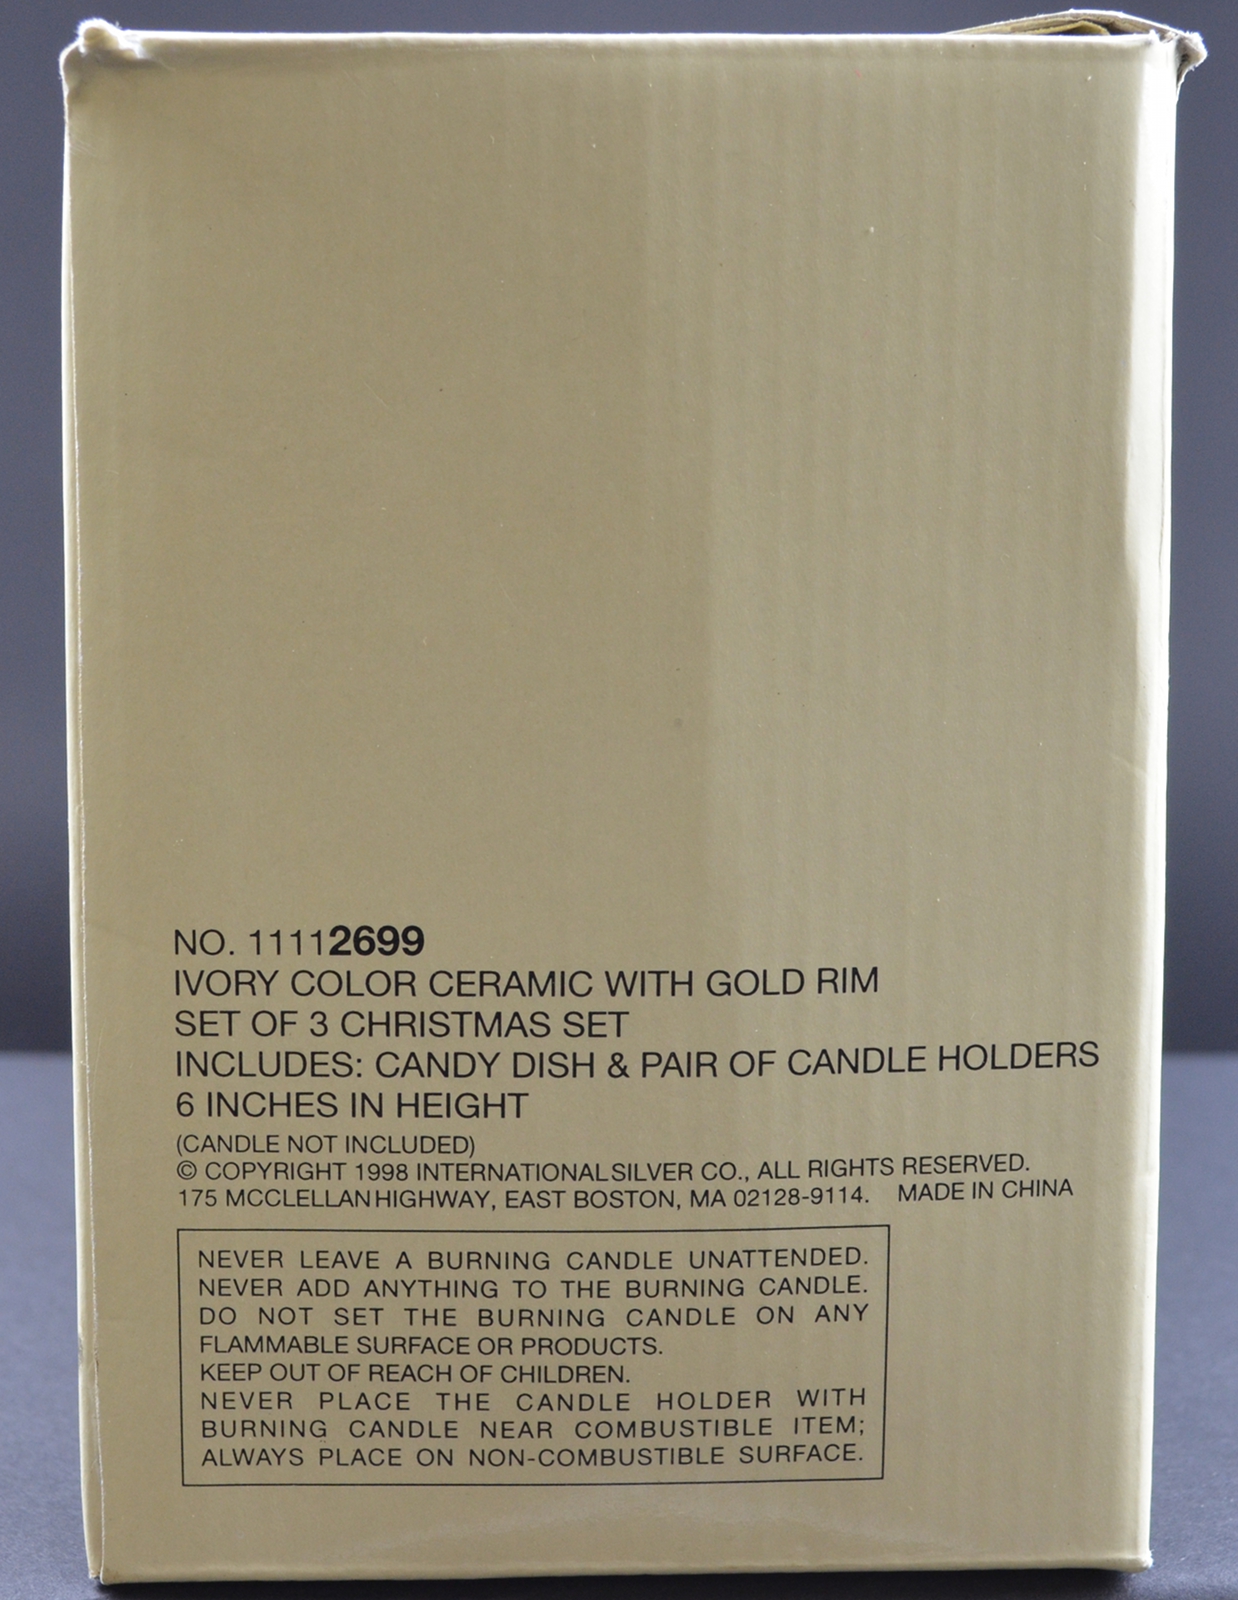 NO. 11112699
IVORY COLOR CERAMIC WITH GOLD RIM
SET OF 3 CHRISTMAS SET
INCLUDES: CANDY DISH & PAIR OF CANDLE HOLDERS
6 INCHES IN HEIGHT
(CANDLE NOT INCLUDED)
© COPYRIGHT 1998 INTERNATIONAL SILVER CO., ALL RIGHTS RESERVED.
175 MCCLELLAN HIGHWAY, EAST BOSTON, MA 02128-9114. MADE IN CHINA
NEVER LEAVE A BURNING CANDLE UNATTENDED.
NEVER ADD ANYTHING TO THE BURNING CANDLE.
DO NOT SET THE BURNING CANDLE ON ANY
FLAMMABLE SURFACE OR PRODUCTS.
KEEP OUT OF REACH OF CHILDREN.
NEVER PLACE THE CANDLE HOLDER WITH
BURNING CANDLE NEAR COMBUSTIBLE ITEM;
ALWAYS PLACE ON NON-COMBUSTIBLE SURFACE.